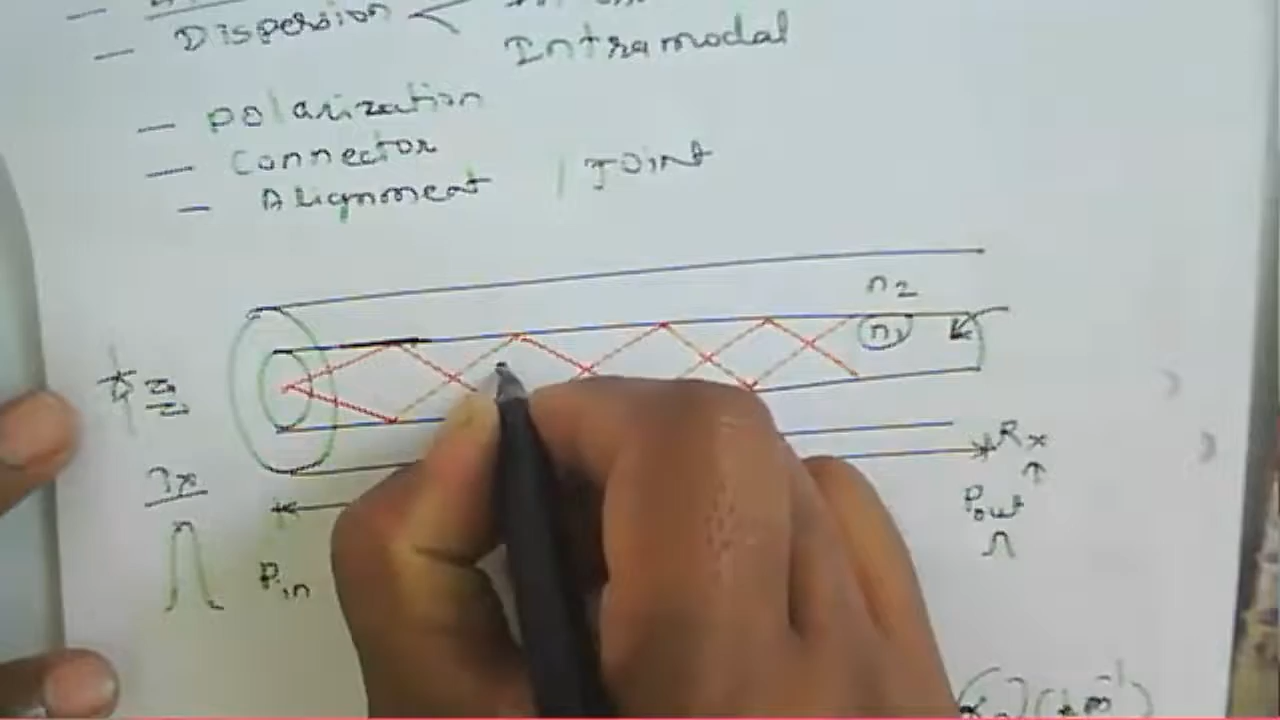 — Dispersion <
Intramodal
— Polarization
— Connector
— Alignment / Joint
n2
n1
Rx
Tx
Pout
Pin